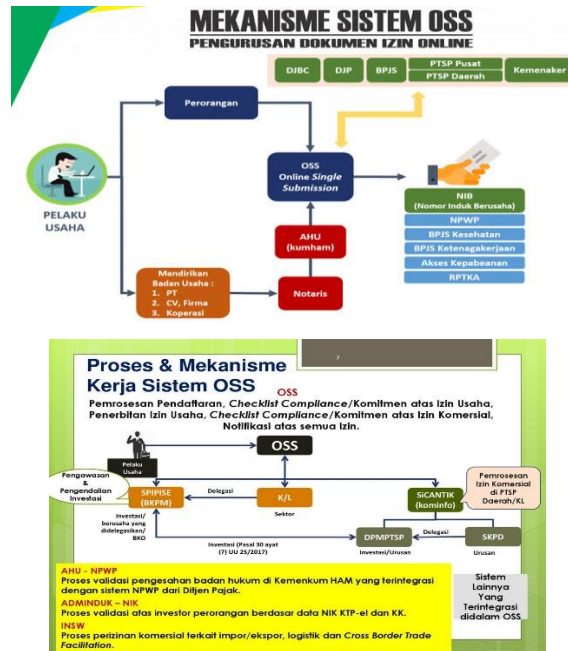 MEKANISME SISTEM OSS
PENGURUSAN DOKUMEN IZIN ONLINE
DJBC
DJP
BPJS
PTSP Pusat
PTSP Daerah
Kemenaker
Perorangan
PELAKU
USAHA
OSS
Online Single
Submission
NIB
(Nomor Induk Berusaha)
NPWP
BPJS Kesehatan
BPJS Ketenagakerjaan
Akses Kepabeanan
RPTKA
AHU
(kumham)
Mendirikan
Badan Usaha :
1. PT
2. CV, Firma
3. Koperasi
Notaris
Proses & Mekanisme
Kerja Sistem OSS
OSS
Pemrosesan Pendaftaran, Checklist Compliance/Komitmen atas Izin Usaha,
Penerbitan Izin Usaha, Checklist Compliance/Komitmen atas Izin Komersial,
Notifikasi atas semua Izin.
OSS
Pelaku
Usaha
Pengawasan
&
Pengendalian
Investasi
SPIPISE
(BKPM)
Delegasi
K/L
Sektor
SiCANTIK
(kominfo)
Pemrosesan
Izin Komersial
di PTSP
Daerah/KL
Investasi/
berusaha yang
didelegasikan/
BKO
Investasi (Pasal 30 ayat
(7) UU 25/2017)
DPMPTSP
Delegasi
SKPD
Investasi/Urusan
Urusan
AHU - NPWP
Proses validasi pengesahan badan hukum di Kemenkum HAM yang terintegrasi
dengan sistem NPWP dari Ditjen Pajak.
ADMINDUK – NIK
Proses validasi atas investor perorangan berdasar data NIK KTP-el dan KK.
INSW
Proses perizinan komersial terkait impor/ekspor, logistik dan Cross Border Trade
Facilitation.
Sistem
Lainnya
Yang
Terintegrasi
didalam OSS